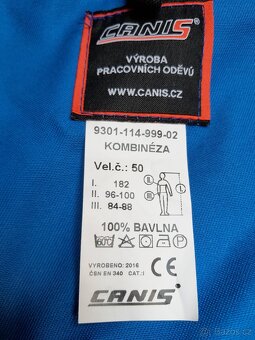 CANIS
VÝROBA
PRACOVNÍCH ODĚVŮ
WWW.CANIS.CZ
9301-114-999-02
KOMBINÉZA
Vel.č.: 50
I. 182
II. 96-100
III. 84-88
100% BAVLNA
VYROBENO: 2016
ČSN EN 340 CAT.: I
CE
CANIS